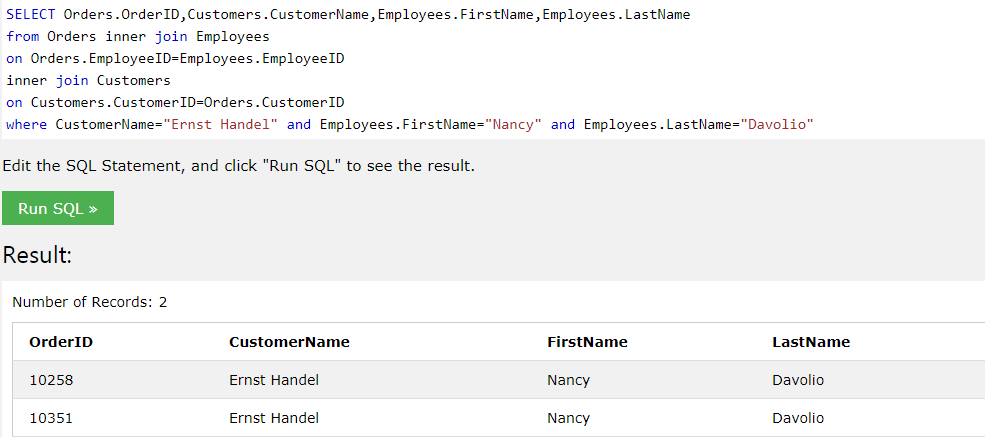 SELECT Orders.OrderID,Customers.CustomerName,Employees.FirstName,Employees.LastName
from Orders inner join Employees
on Orders.EmployeeID=Employees.EmployeeID
inner join Customers
on Customers.CustomerID=Orders.CustomerID
where CustomerName="Ernst Handel" and Employees.FirstName="Nancy" and Employees.LastName="Davolio"
Edit the SQL Statement, and click "Run SQL" to see the result.
Run SQL »
Result:
Number of Records: 2
OrderID CustomerName FirstName LastName
10258 Ernst Handel Nancy Davolio
10351 Ernst Handel Nancy Davolio